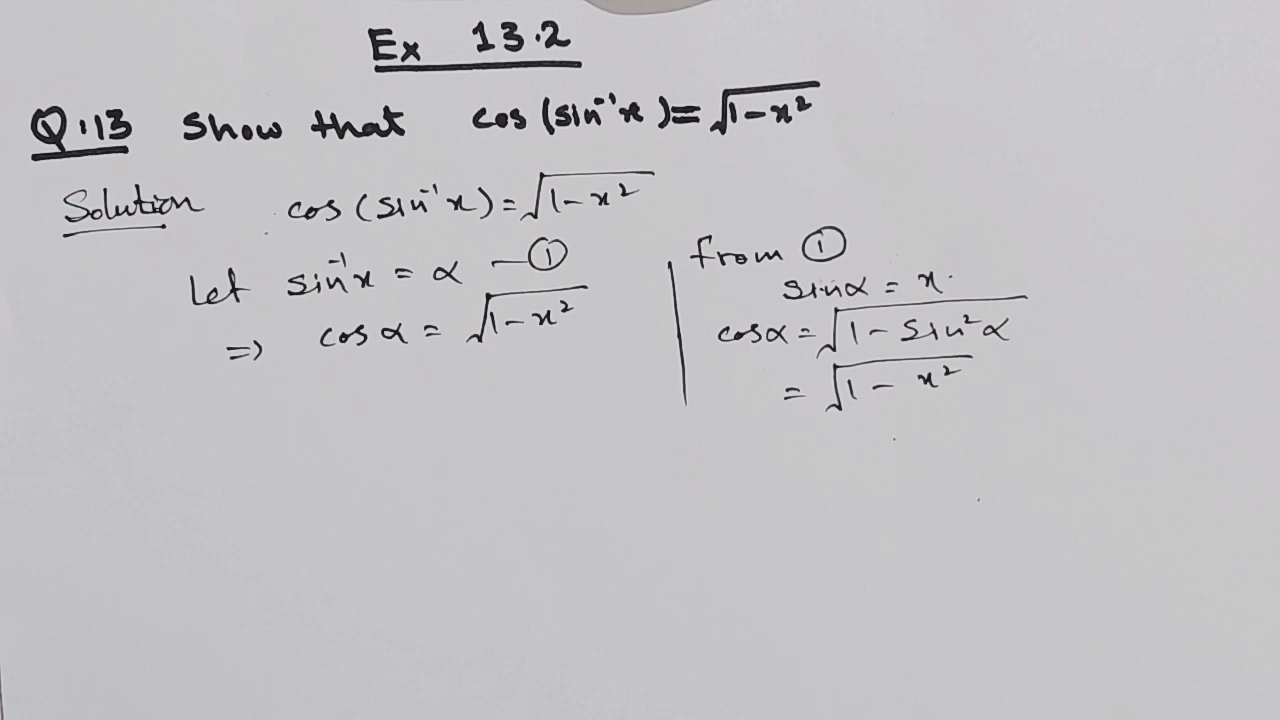 Ex 13.2
Q.13 Show that cos (sin⁻¹x) = √1-x²
Solution cos (sin⁻¹x) = √1-x²
Let sin⁻¹x = α —①
=> cos α = √1-x²
from ①
sinα = x.
cosα = √1 - Sin²α
= √1 - x²